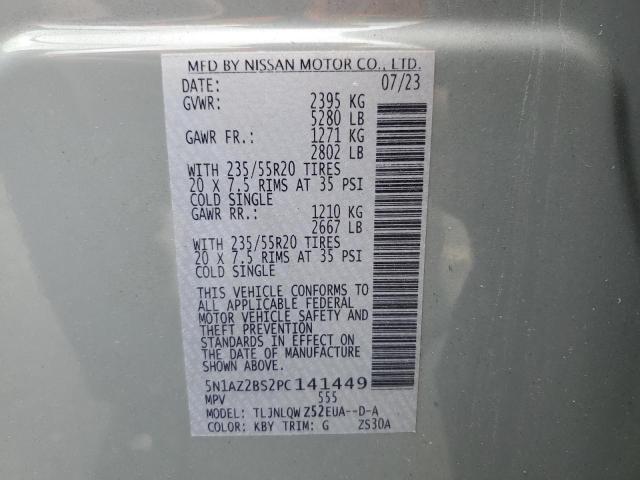 MFD BY NISSAN MOTOR CO., LTD.
DATE: 07/23
GVWR: 2395 KG
5280 LB
GAWR FR.: 1271 KG
2802 LB
WITH 235/55R20 TIRES
20 X 7.5 RIMS AT 35 PSI
COLD SINGLE
GAWR RR.: 1210 KG
2667 LB
WITH 235/55R20 TIRES
20 X 7.5 RIMS AT 35 PSI
COLD SINGLE
THIS VEHICLE CONFORMS TO
ALL APPLICABLE FEDERAL
MOTOR VEHICLE SAFETY AND
THEFT PREVENTION
STANDARDS IN EFFECT ON
THE DATE OF MANUFACTURE
SHOWN ABOVE
5N1AZ2BS2PC141449
MPV 555
MODEL: TLJNLQWZ52EUA--D-A
COLOR: KBY TRIM: G ZS30A